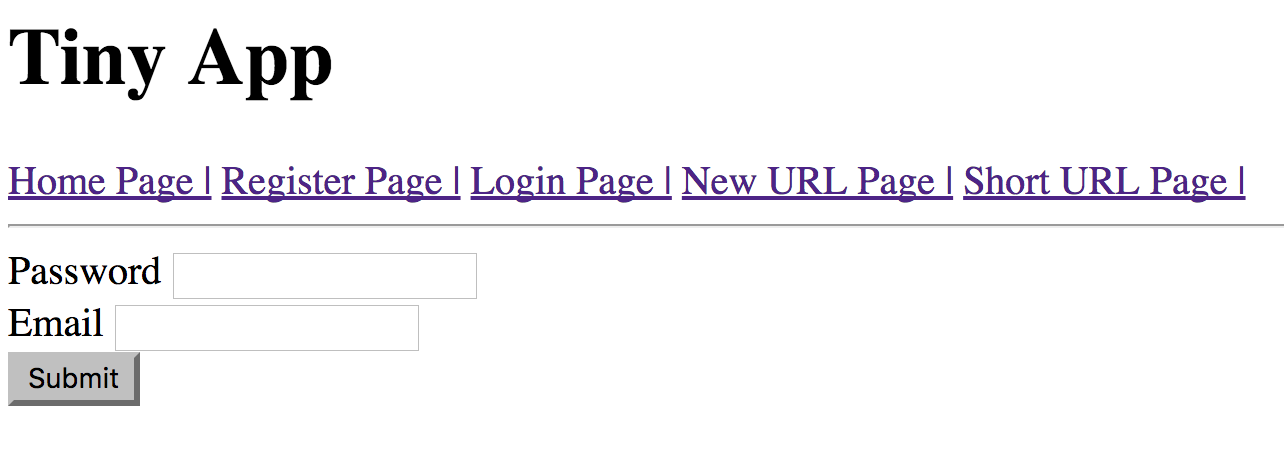 Tiny App
Home Page | Register Page | Login Page | New URL Page | Short URL Page |
Password
Email
Submit